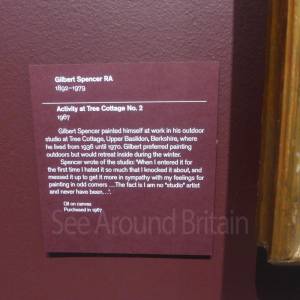 Gilbert Spencer RA
1892–1979
Activity at Tree Cottage No. 2
1967
Gilbert Spencer painted himself at work in his outdoor
studio at Tree Cottage, Upper Basildon, Berkshire, where
he lived from 1936 until 1970. Gilbert preferred painting
outdoors but would retreat inside during the winter.
Spencer wrote of the studio: 'When I entered it for
the first time I hated it so much that I knocked it about, and
messed it up to get it more in sympathy with my feelings for
painting in odd corners ....The fact is I am no "studio" artist
and never have been...'.
Oil on canvas
Purchased in 1967
See Around Britain